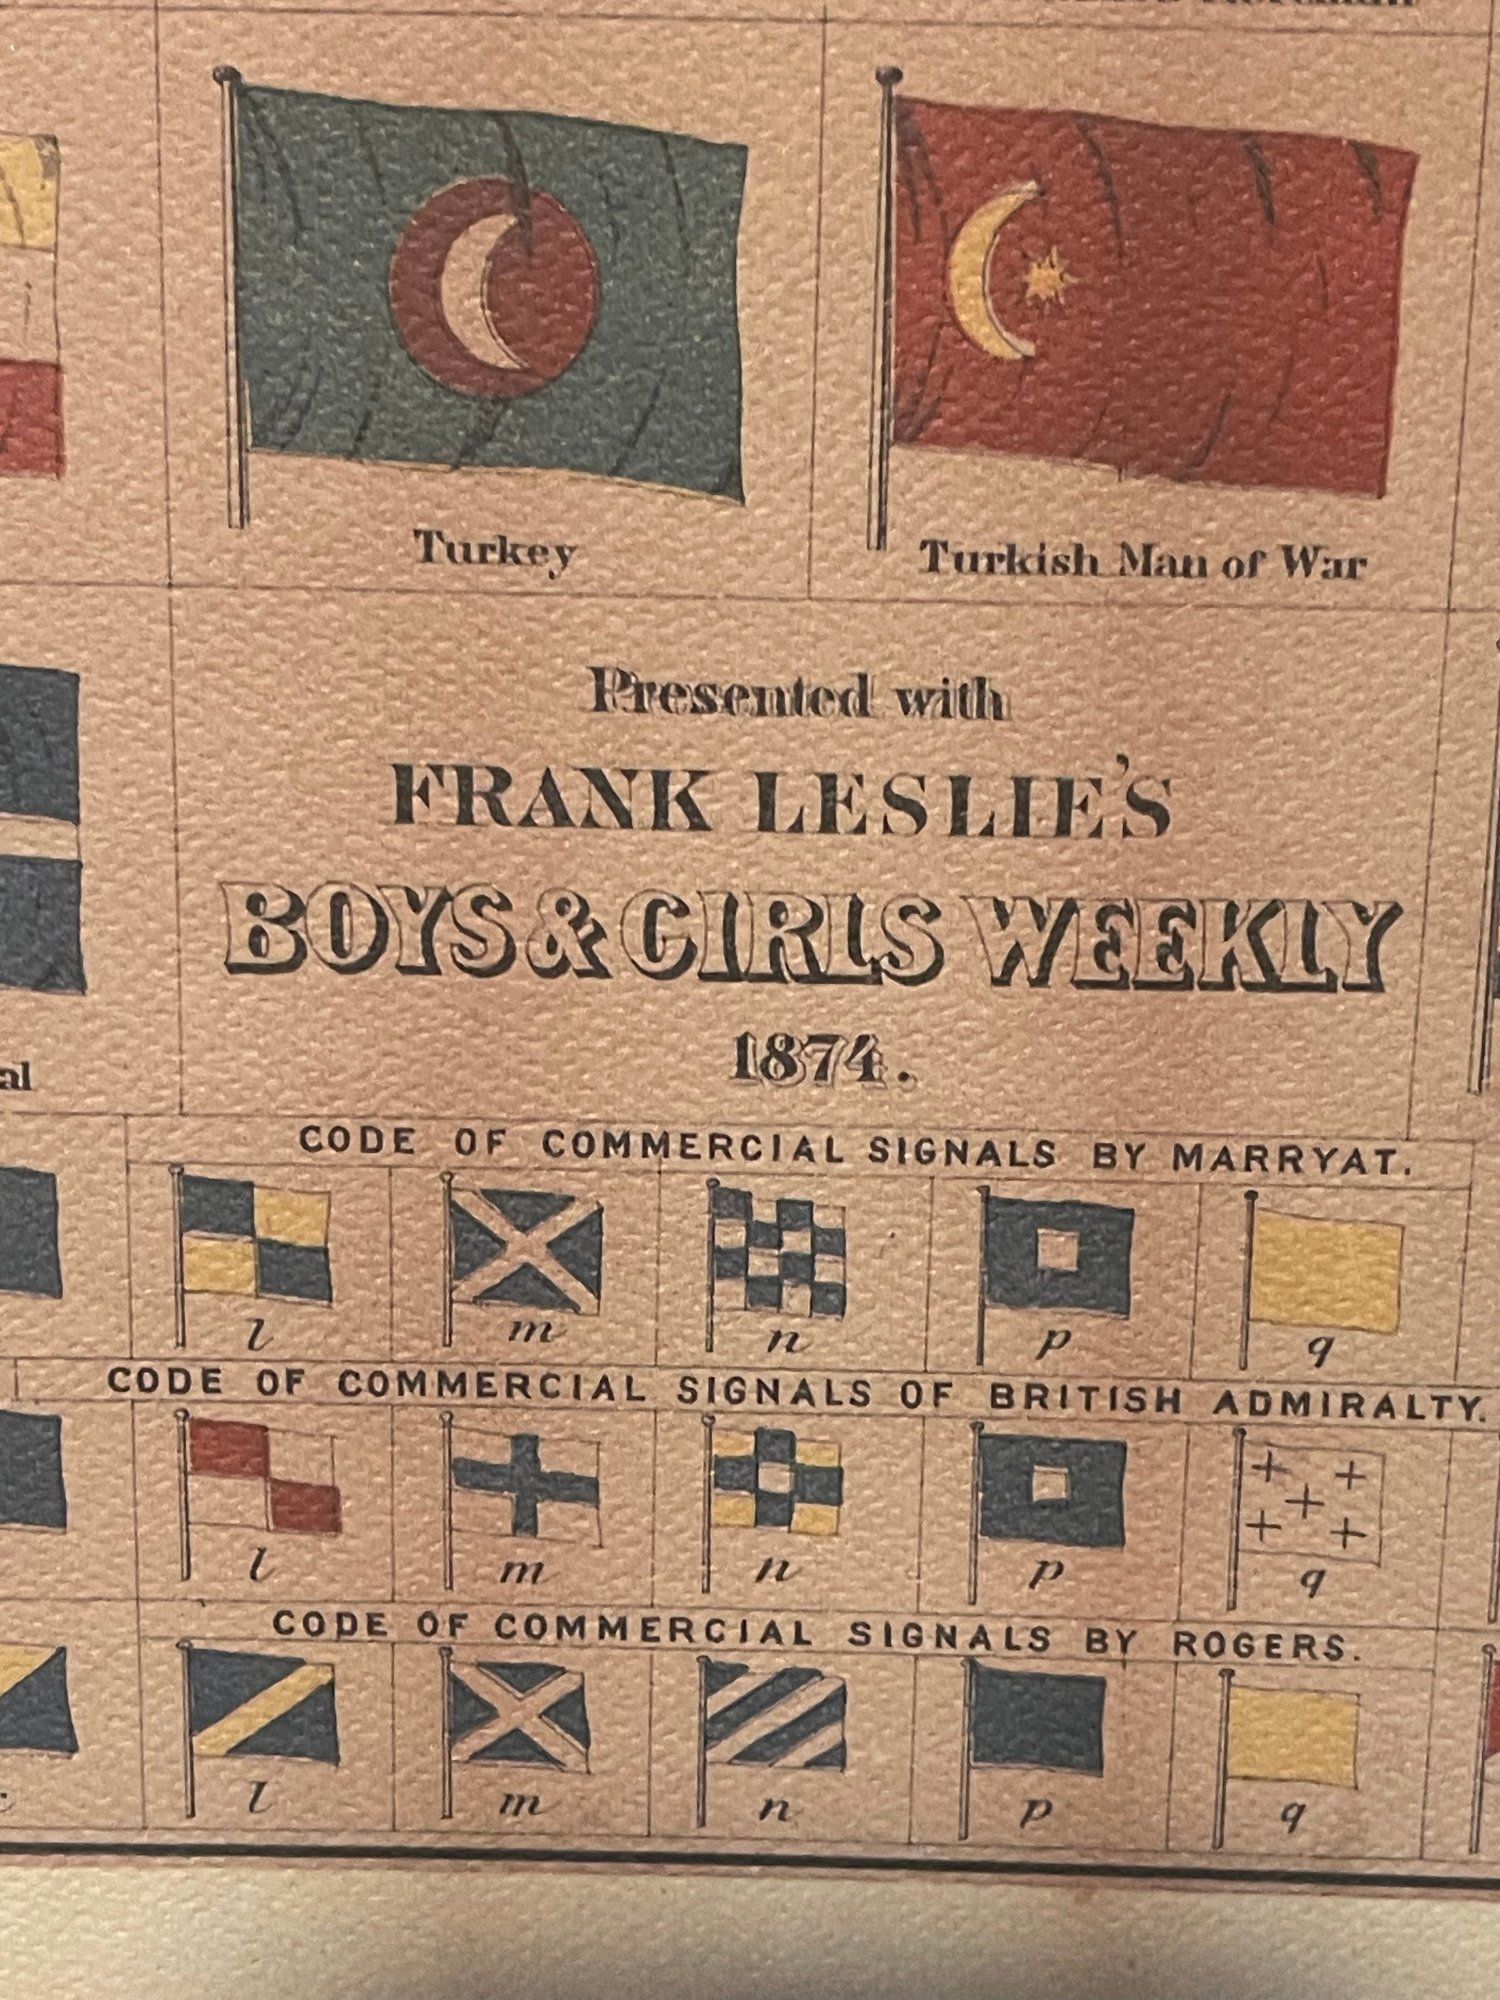 Turkey
Turkish Man of War
Presented with
FRANK LESLIE'S
BOYS & GIRLS WEEKLY
1874.
al
CODE OF COMMERCIAL SIGNALS BY MARRYAT.
l m n p q
CODE OF COMMERCIAL SIGNALS OF BRITISH ADMIRALTY.
l m n p q
CODE OF COMMERCIAL SIGNALS BY ROGERS.
l m n p q